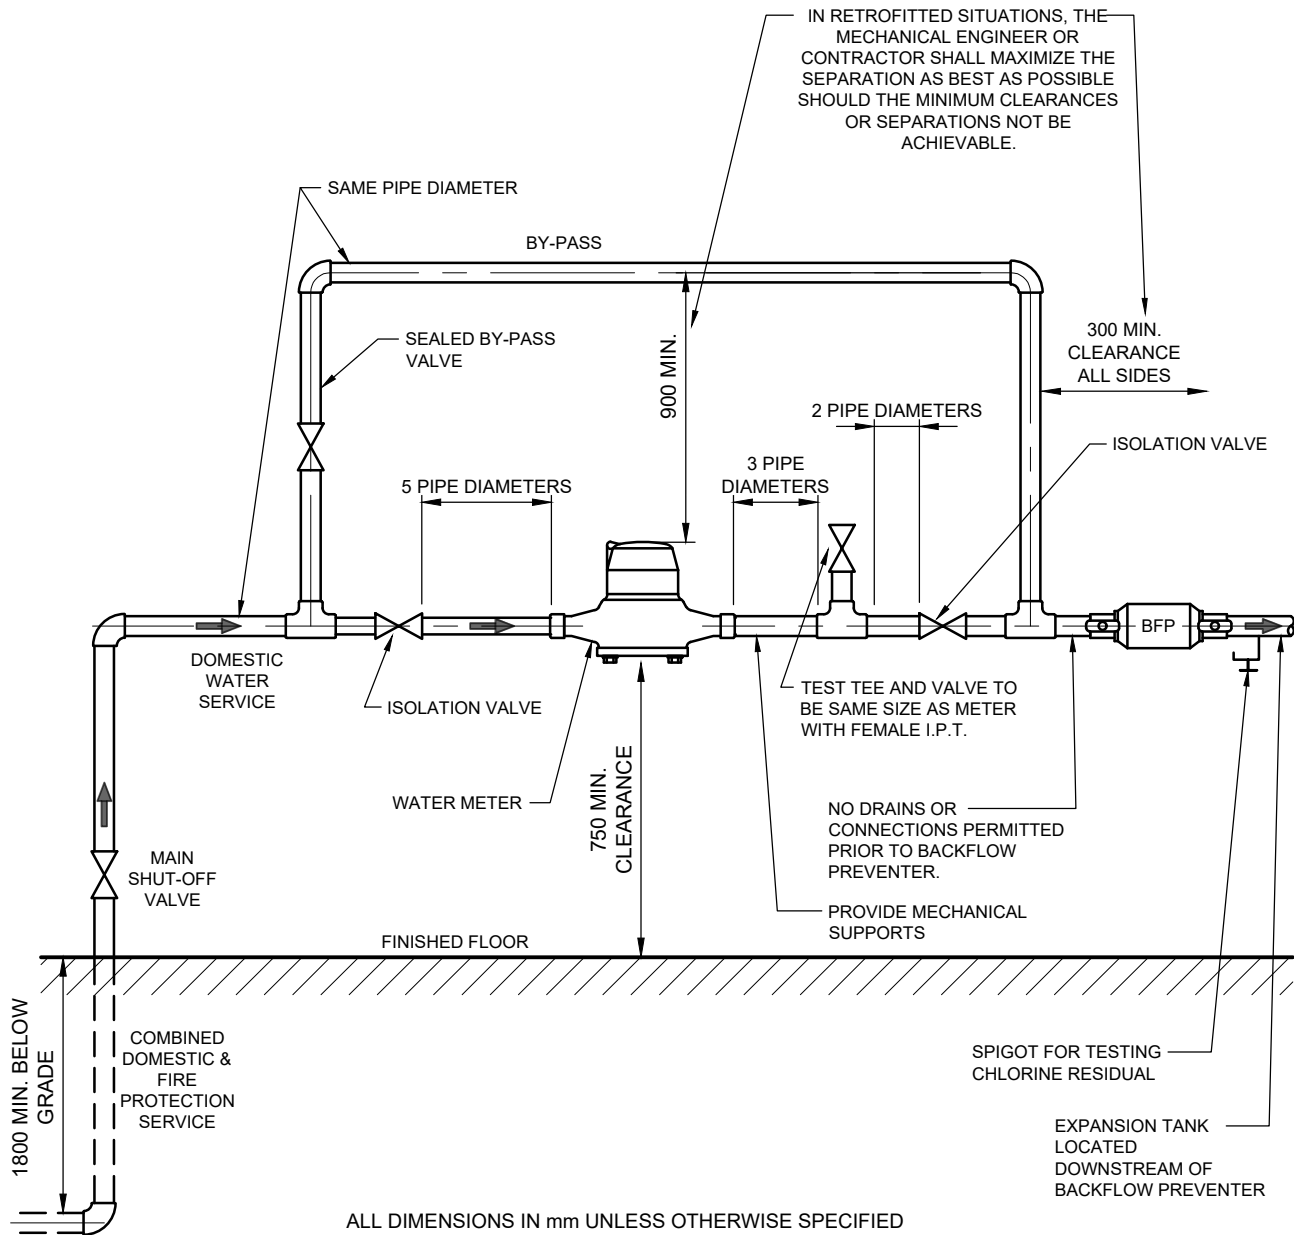 IN RETROFITTED SITUATIONS, THE
MECHANICAL ENGINEER OR
CONTRACTOR SHALL MAXIMIZE THE
SEPARATION AS BEST AS POSSIBLE
SHOULD THE MINIMUM CLEARANCES
OR SEPARATIONS NOT BE
ACHIEVABLE.
SAME PIPE DIAMETER
BY-PASS
SEALED BY-PASS
VALVE
900 MIN.
300 MIN.
CLEARANCE
ALL SIDES
2 PIPE DIAMETERS
ISOLATION VALVE
3 PIPE
DIAMETERS
5 PIPE DIAMETERS
BFP
DOMESTIC
WATER
SERVICE
ISOLATION VALVE
TEST TEE AND VALVE TO
BE SAME SIZE AS METER
WITH FEMALE I.P.T.
WATER METER
750 MIN.
CLEARANCE
NO DRAINS OR
CONNECTIONS PERMITTED
PRIOR TO BACKFLOW
PREVENTER.
MAIN
SHUT-OFF
VALVE
PROVIDE MECHANICAL
SUPPORTS
FINISHED FLOOR
1800 MIN. BELOW
GRADE
COMBINED
DOMESTIC &
FIRE
PROTECTION
SERVICE
SPIGOT FOR TESTING
CHLORINE RESIDUAL
EXPANSION TANK
LOCATED
DOWNSTREAM OF
BACKFLOW PREVENTER
ALL DIMENSIONS IN mm UNLESS OTHERWISE SPECIFIED